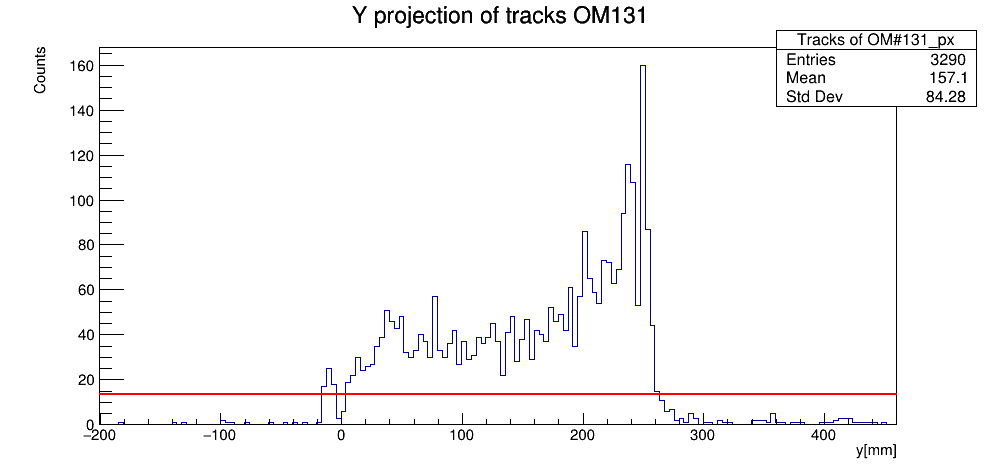 Y projection of tracks OM131
Tracks of OM#131_px
Entries 3290
Mean 157.1
Std Dev 84.28
Counts
160
140
120
100
80
60
40
20
0
−200 −100 0 100 200 300 400
y[mm]